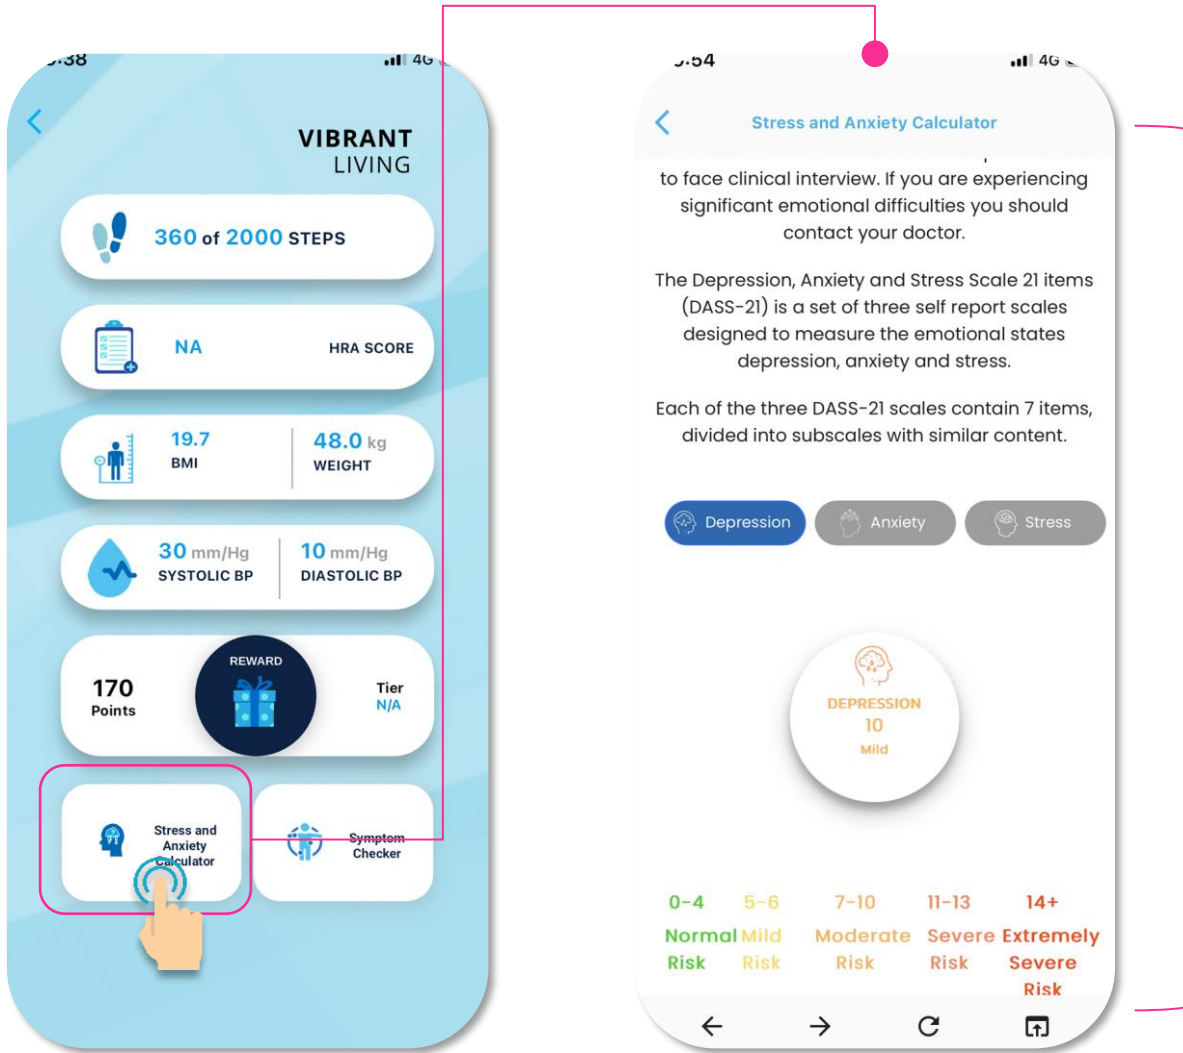 4G
VIBRANT
LIVING
360 of 2000 STEPS
NA HRA SCORE
19.7 48.0 kg
BMI WEIGHT
30 mm/Hg 10 mm/Hg
SYSTOLIC BP DIASTOLIC BP
REWARD
170
Points
Tier
N/A
Stress and
Anxiety
Calculator
Symptom
Checker
4G
Stress and Anxiety Calculator
to face clinical interview. If you are experiencing
significant emotional difficulties you should
contact your doctor.
The Depression, Anxiety and Stress Scale 21 items
(DASS-21) is a set of three self report scales
designed to measure the emotional states
depression, anxiety and stress.
Each of the three DASS-21 scales contain 7 items,
divided into subscales with similar content.
Depression Anxiety Stress
DEPRESSION
10
Mild
0-4 5-6 7-10 11-13 14+
Normal Mild Moderate Severe Extremely
Risk Risk Risk Risk Severe
Risk